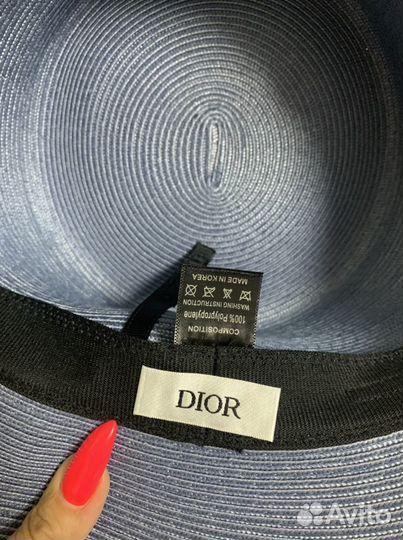 COMPOSITION
100% Polypropylene
WASHING INSTRUCTION
MADE IN KOREA
DIOR
Avito